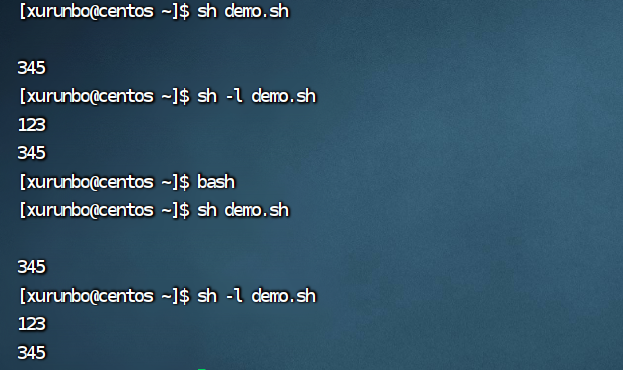 [xurunbo@centos ~]$ sh demo.sh
345
[xurunbo@centos ~]$ sh -l demo.sh
123
345
[xurunbo@centos ~]$ bash
[xurunbo@centos ~]$ sh demo.sh
345
[xurunbo@centos ~]$ sh -l demo.sh
123
345